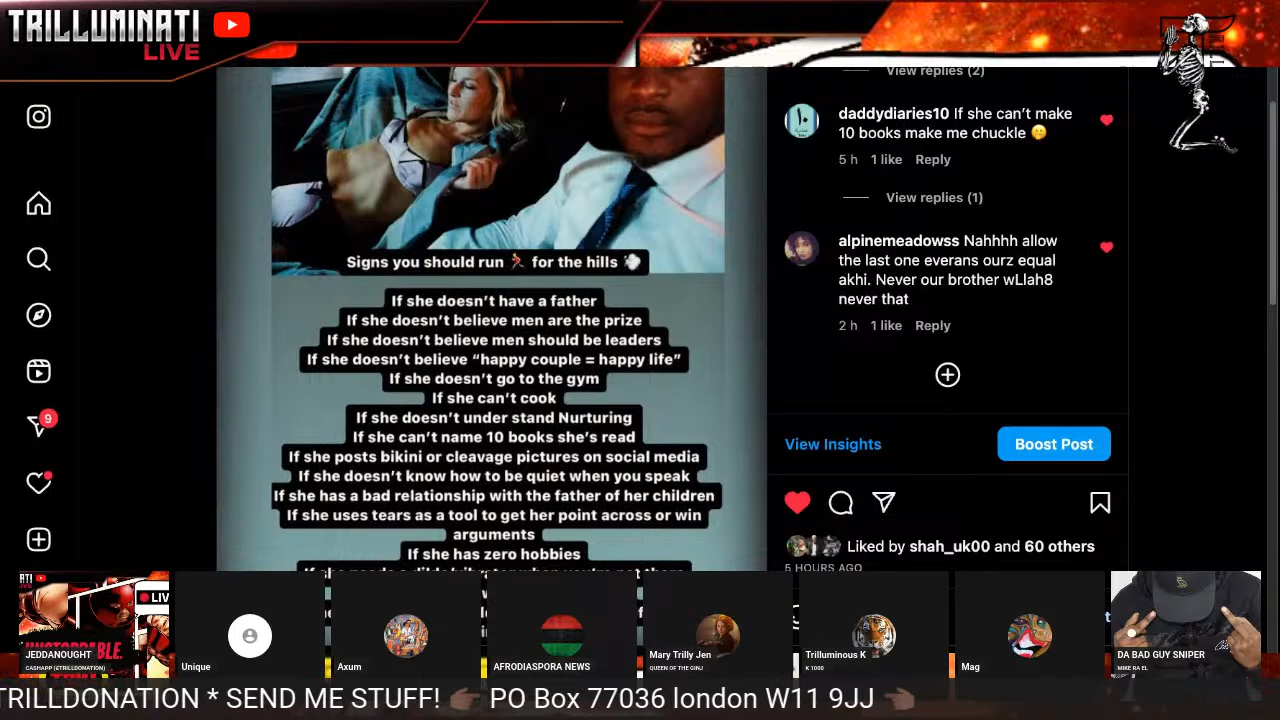 TRILLUMINATI
LIVE
View replies (2)
daddydiaries10 If she can't make
10 books make me chuckle 🤭
5 h 1 like Reply
View replies (1)
alpinemeadowss Nahhhh allow
the last one everans ourz equal
akhi. Never our brother wLlah8
never that
2 h 1 like Reply
View Insights
Boost Post
Liked by shah_uk00 and 60 others
5 HOURS AGO
9
Signs you should run 🏃 for the hills 💨
If she doesn't have a father
If she doesn't believe men are the prize
If she doesn't believe men should be leaders
If she doesn't believe “happy couple = happy life”
If she doesn't go to the gym
If she can't cook
If she doesn't under stand Nurturing
If she can't name 10 books she's read
If she posts bikini or cleavage pictures on social media
If she doesn't know how to be quiet when you speak
If she has a bad relationship with the father of her children
If she uses tears as a tool to get her point across or win
arguments
If she has zero hobbies
LIVE
JEDDANOUGHT
CASHAPP (£TRILLDONATION)
Unique
Axum
AFRODIASPORA NEWS
Mary Trilly Jen
QUEEN OF THE GINJ
Trilluminous K
K 1000
Mag
DA BAD GUY SNIPER
MIKE RA EL
TRILLDONATION * SEND ME STUFF! PO Box 77036 london W11 9JJ